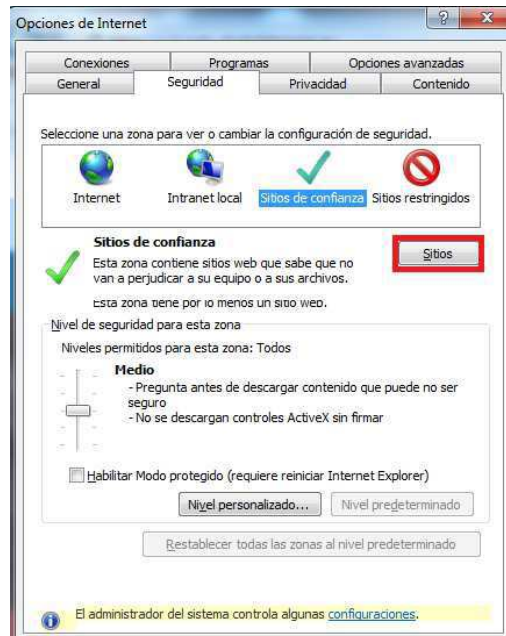 Opciones de Internet
Conexiones Programas Opciones avanzadas
General Seguridad Privacidad Contenido
Seleccione una zona para ver o cambiar la configuración de seguridad.
Internet Intranet local Sitios de confianza Sitios restringidos
Sitios de confianza
Sitios
Esta zona contiene sitios web que sabe que no
van a perjudicar a su equipo o a sus archivos.
Esta zona tiene por lo menos un sitio web.
Nivel de seguridad para esta zona
Niveles permitidos para esta zona: Todos
Medio
- Pregunta antes de descargar contenido que puede no ser
seguro
- No se descargan controles ActiveX sin firmar
Habilitar Modo protegido (requiere reiniciar Internet Explorer)
Nivel personalizado... Nivel predeterminado
Restablecer todas las zonas al nivel predeterminado
El administrador del sistema controla algunas configuraciones.